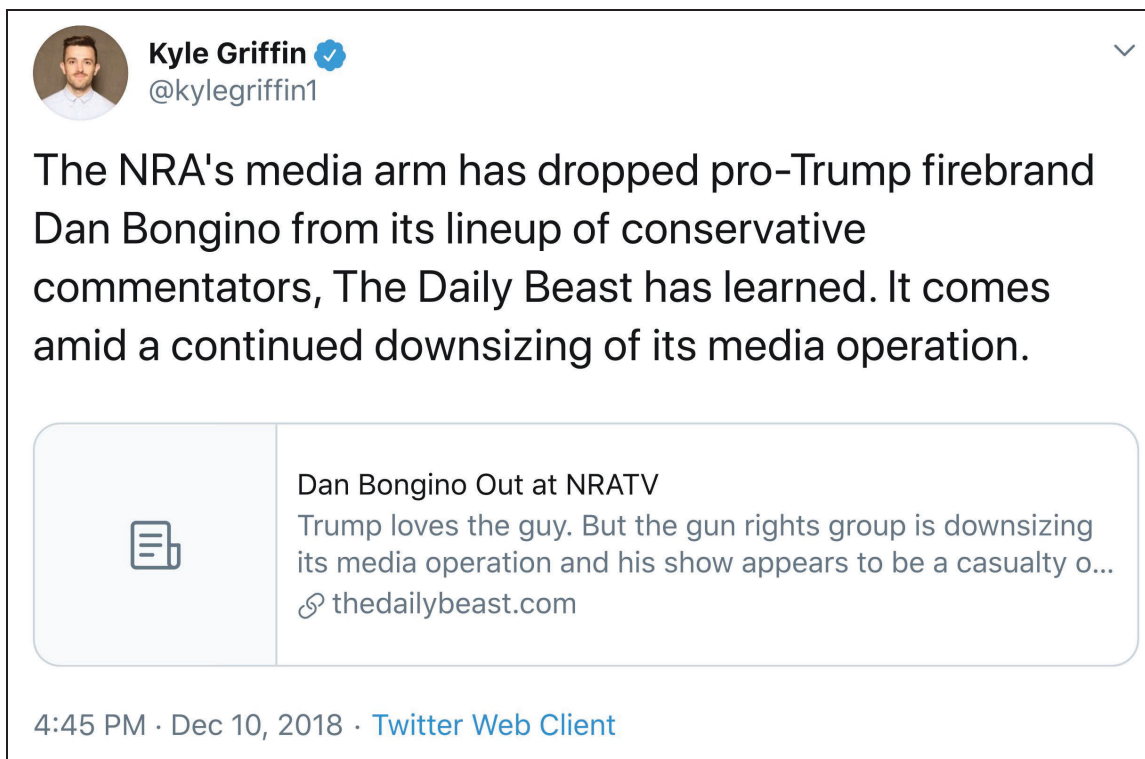 Kyle Griffin
@kylegriffin1
The NRA's media arm has dropped pro-Trump firebrand
Dan Bongino from its lineup of conservative
commentators, The Daily Beast has learned. It comes
amid a continued downsizing of its media operation.
Dan Bongino Out at NRATV
Trump loves the guy. But the gun rights group is downsizing
its media operation and his show appears to be a casualty o...
thedailybeast.com
4:45 PM · Dec 10, 2018 · Twitter Web Client